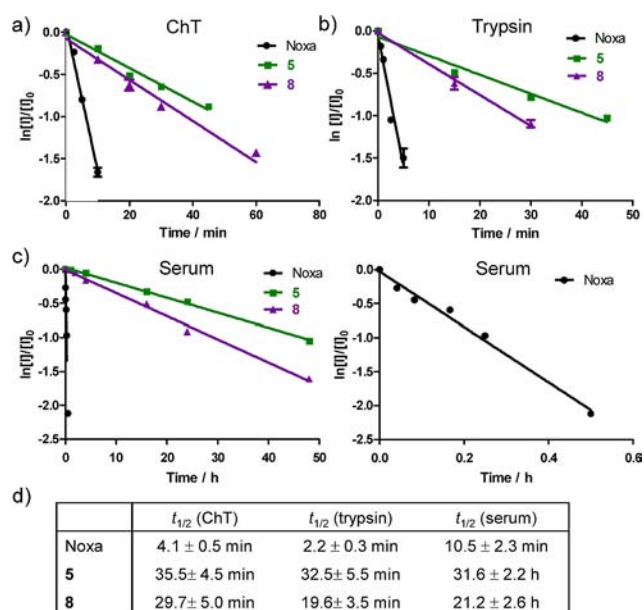 a) ChT
ln[I]/[I]₀
0.0
-0.5
-1.0
-1.5
-2.0
0 20 40 60 80
Time / min
Noxa
5
8
b) Trypsin
ln [I]/[I]₀
0.0
-0.5
-1.0
-1.5
-2.0
0 15 30 45
Time / min
Noxa
5
8
c) Serum
ln[I]/[I]₀
0.0
-0.5
-1.0
-1.5
-2.0
-2.5
0 10 20 30 40 50
Time / h
Noxa
5
8
Serum
ln[I]/[I]₀
0.0
-0.5
-1.0
-1.5
-2.0
-2.5
0.0 0.2 0.4 0.6
Time / h
Noxa
d)
t1/2 (ChT) t1/2 (trypsin) t1/2 (serum)
Noxa 4.1 ± 0.5 min 2.2 ± 0.3 min 10.5 ± 2.3 min
5 35.5± 4.5 min 32.5± 5.5 min 31.6 ± 2.2 h
8 29.7± 5.0 min 19.6± 3.5 min 21.2 ± 2.6 h